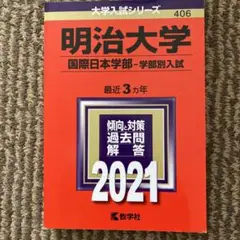 大学入試シリーズ
406
明治大学
国際日本学部－学部別入試
最近3カ年
傾向と対策
過去問
解答
2021
教学社